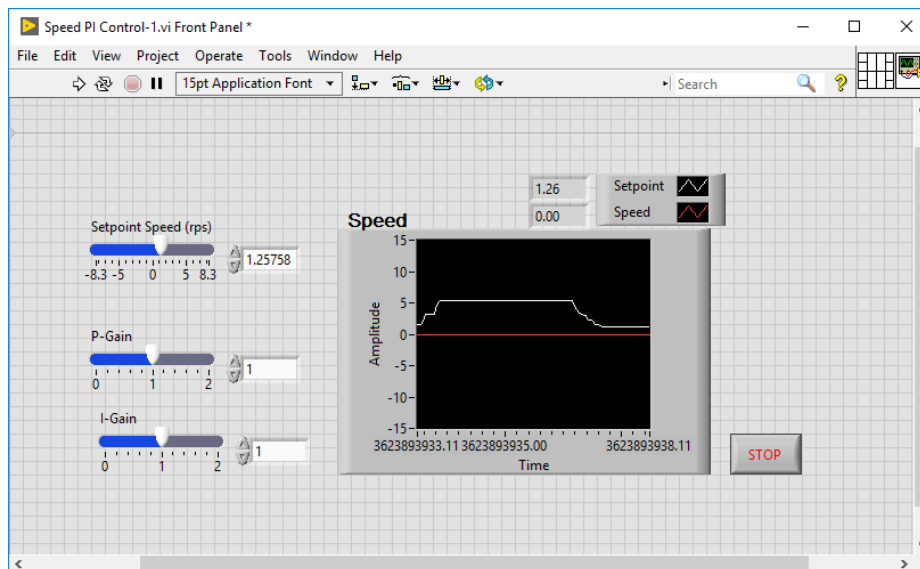 Speed PI Control-1.vi Front Panel *
File Edit View Project Operate Tools Window Help
15pt Application Font Search ?
1.26 Setpoint
0.00 Speed
Speed
Setpoint Speed (rps)
1.25758
-8.3 -5 0 5 8.3
P-Gain
1
0 1 2
I-Gain
1
0 1 2
15
10
5
0
-5
-10
-15
Amplitude
3623893933.11 3623893935.00 3623893938.11
Time
STOP